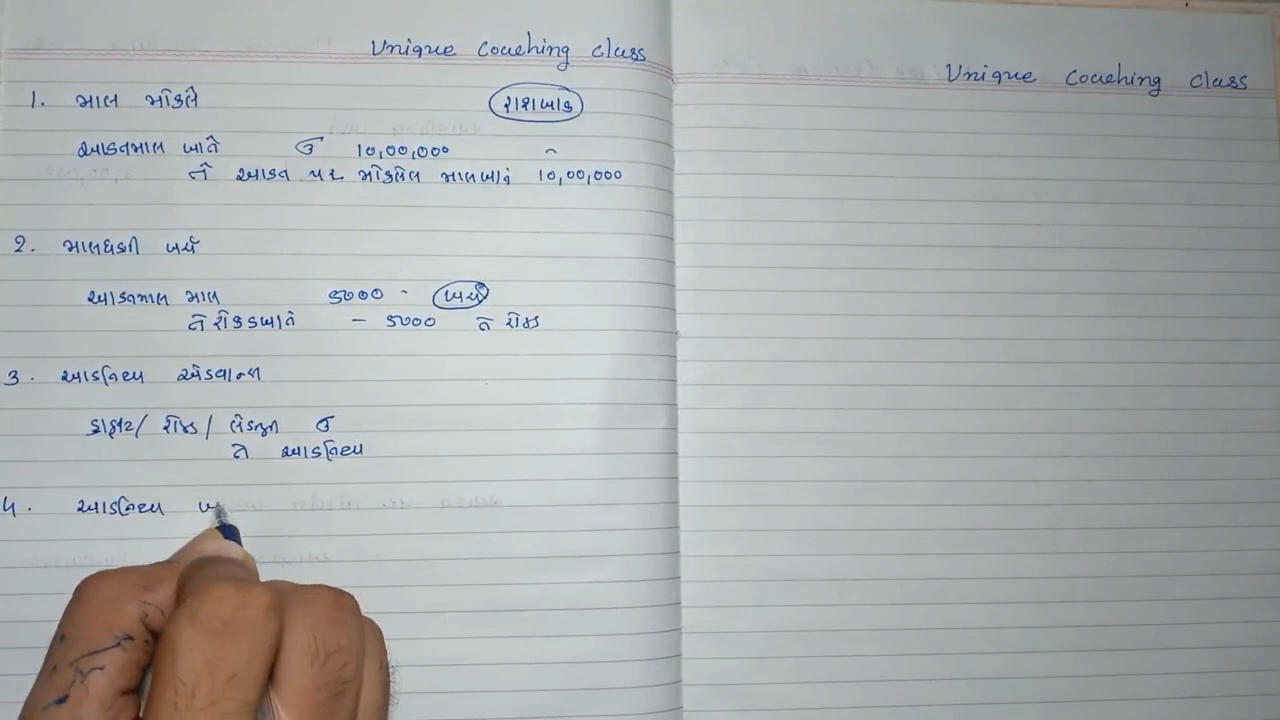 Unique Coaching Class
1. માલ મોકલે
આડતમાલ ખાતે ઉ 10,00,000
તે આડત પર મોકલેલ માલખાતે 10,00,000
2. માલધણી ખર્ચ
આડતમાલ માલ 5000 - ખર્ચ
તે રોકડખાતે - 5000 તે રોકડ
3. આડતિયા એડવાન્સ
ડ્રાફ્ટ / રોકડ / ઉ
તે આડતિયા
4. આડતિયા
Unique Coaching Class